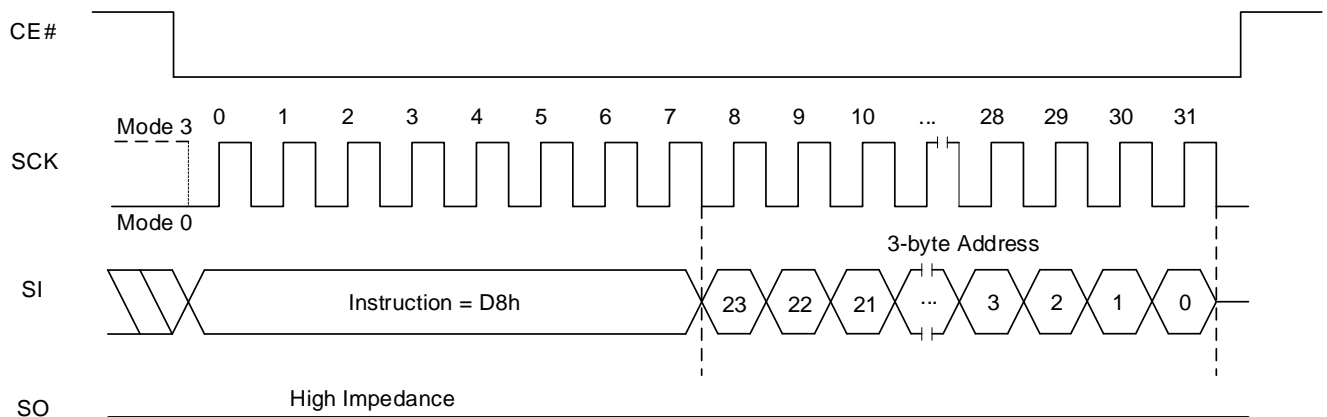 CE#
0 1 2 3 4 5 6 7 8 9 10 ... 28 29 30 31
Mode 3
SCK
Mode 0
3-byte Address
SI
Instruction = D8h 23 22 21 ... 3 2 1 0
High Impedance
SO